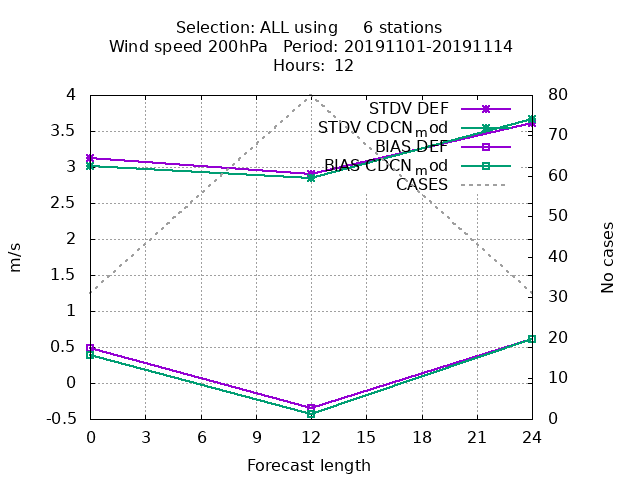 Selection: ALL using     6 stations
Wind speed 200hPa   Period: 20191101-20191114
Hours:  12
4
3.5
3
2.5
2
1.5
1
0.5
0
-0.5
m/s
80
70
60
50
40
30
20
10
0
No cases
STDV DEF
STDV CDCN_mod
BIAS DEF
BIAS CDCN_mod
CASES
0 3 6 9 12 15 18 21 24
Forecast length